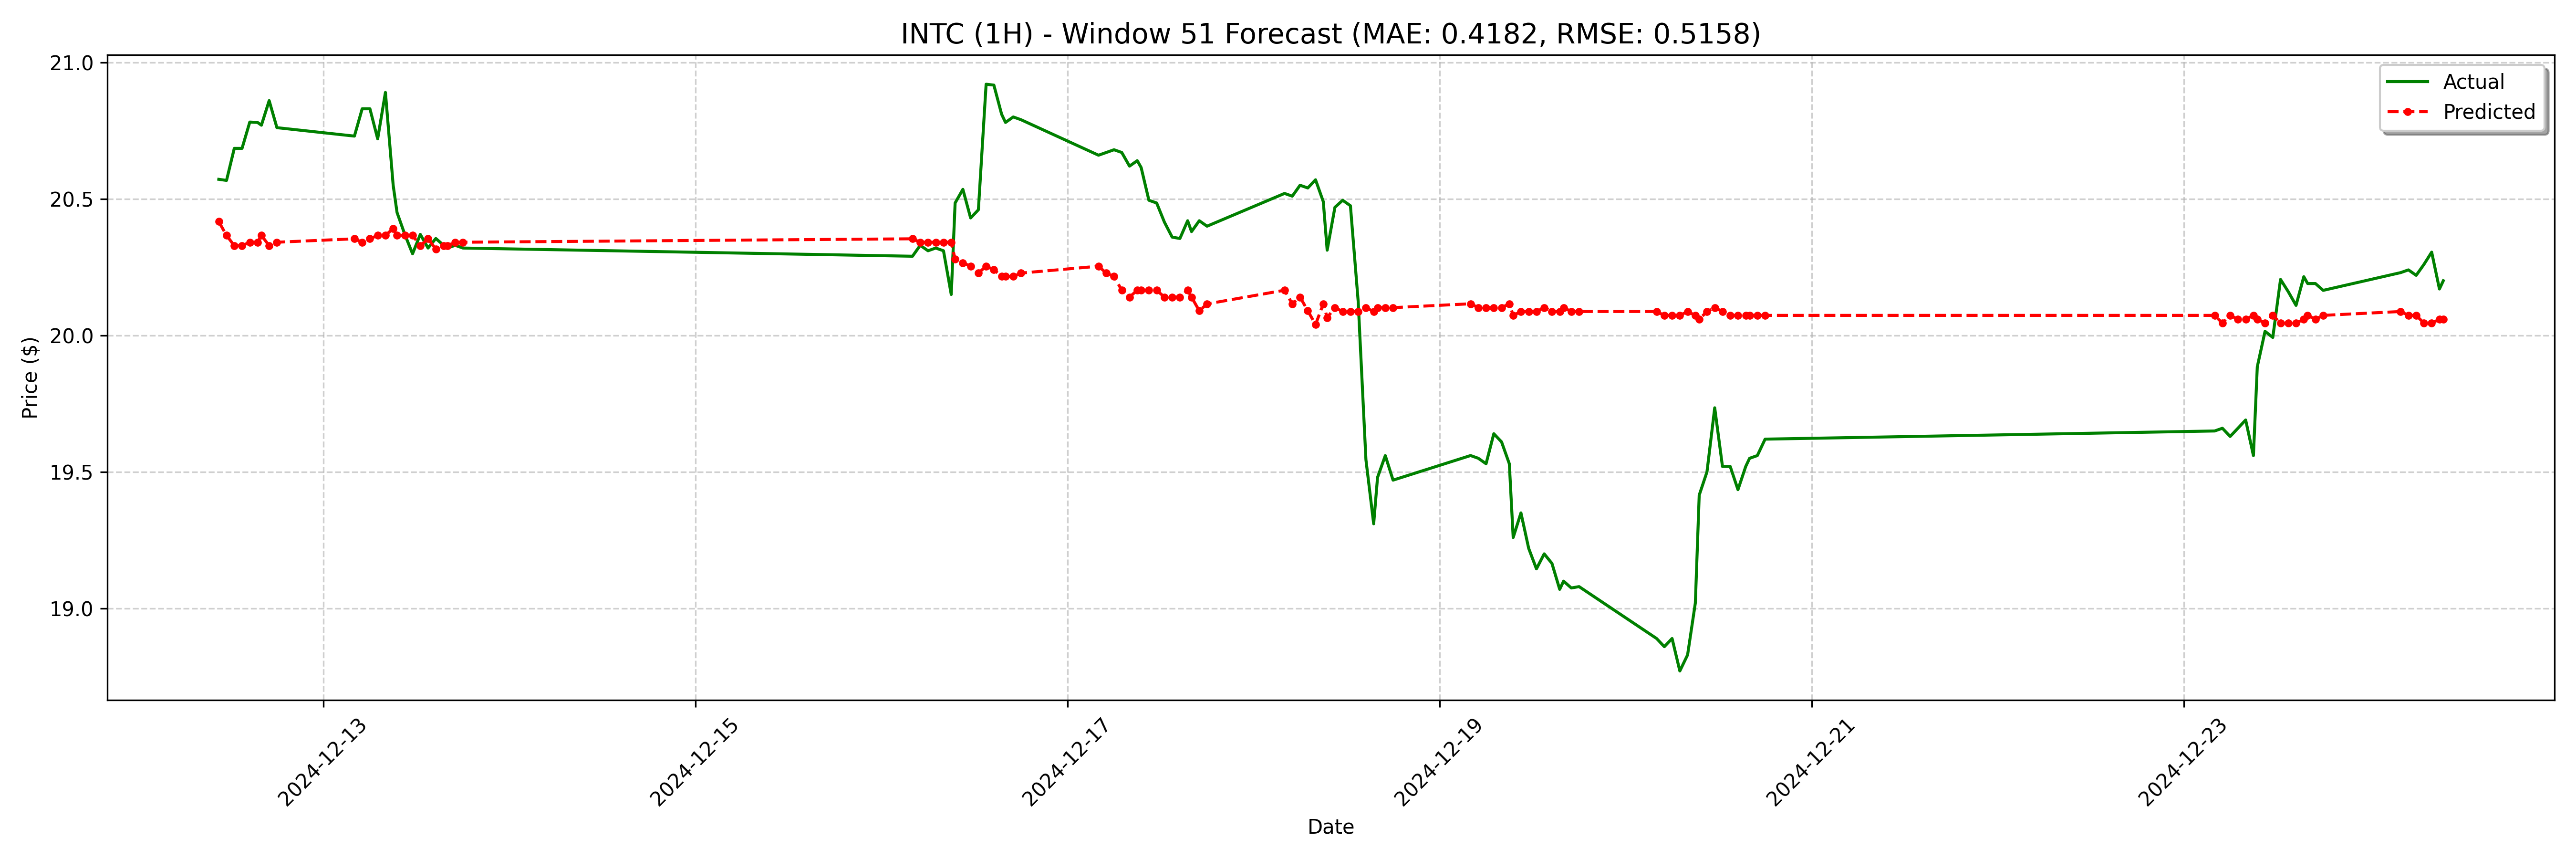 INTC (1H) - Window 51 Forecast (MAE: 0.4182, RMSE: 0.5158)
Actual
Predicted
Price ($)
21.0
20.5
20.0
19.5
19.0
2024-12-13
2024-12-15
2024-12-17
2024-12-19
2024-12-21
2024-12-23
Date